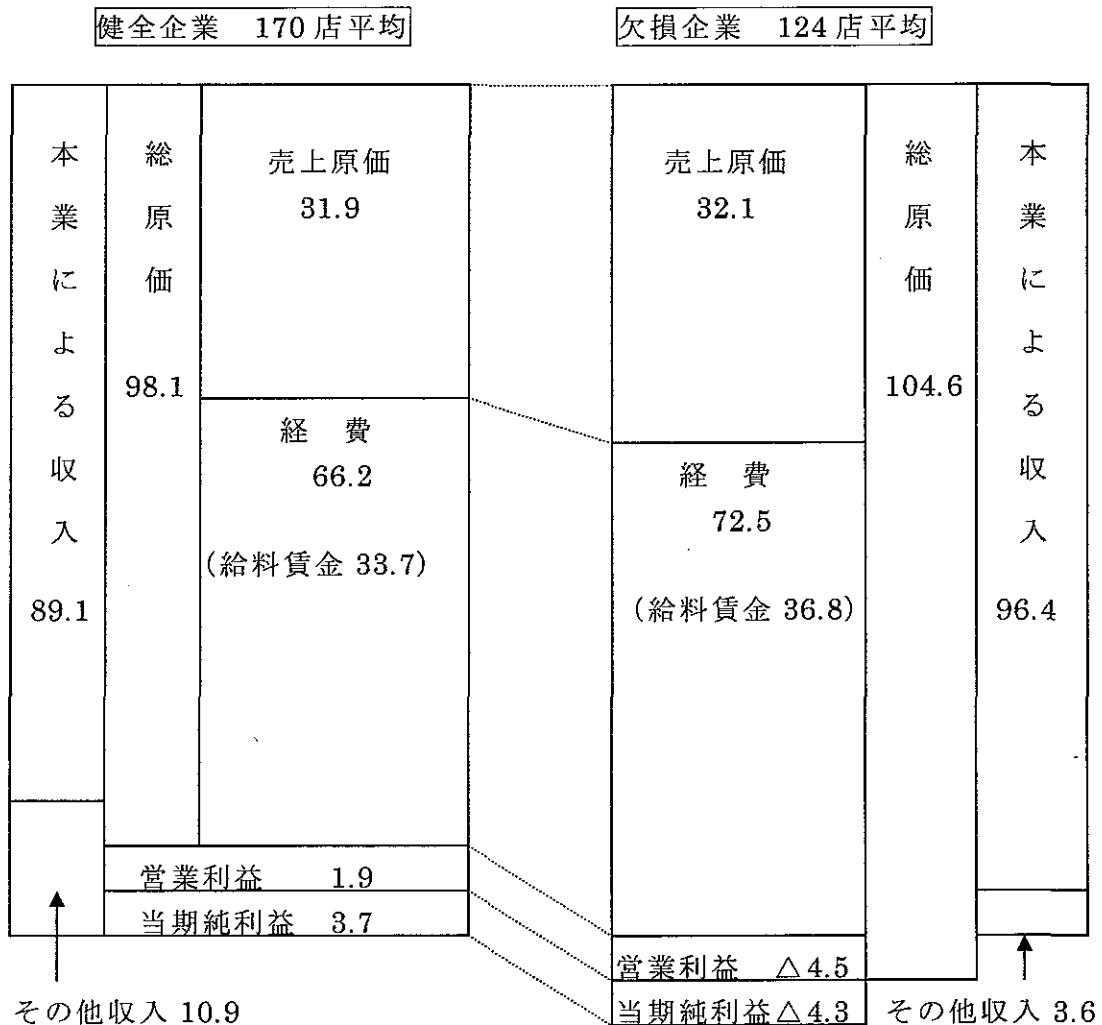 健全企業 170店平均
欠損企業 124店平均
本業による収入
89.1
総原価
98.1
売上原価
31.9
経 費
66.2
(給料賃金 33.7)
営業利益 1.9
当期純利益 3.7
その他収入 10.9
売上原価
32.1
経 費
72.5
(給料賃金 36.8)
営業利益 △4.5
当期純利益△4.3
総原価
104.6
本業による収入
96.4
その他収入 3.6